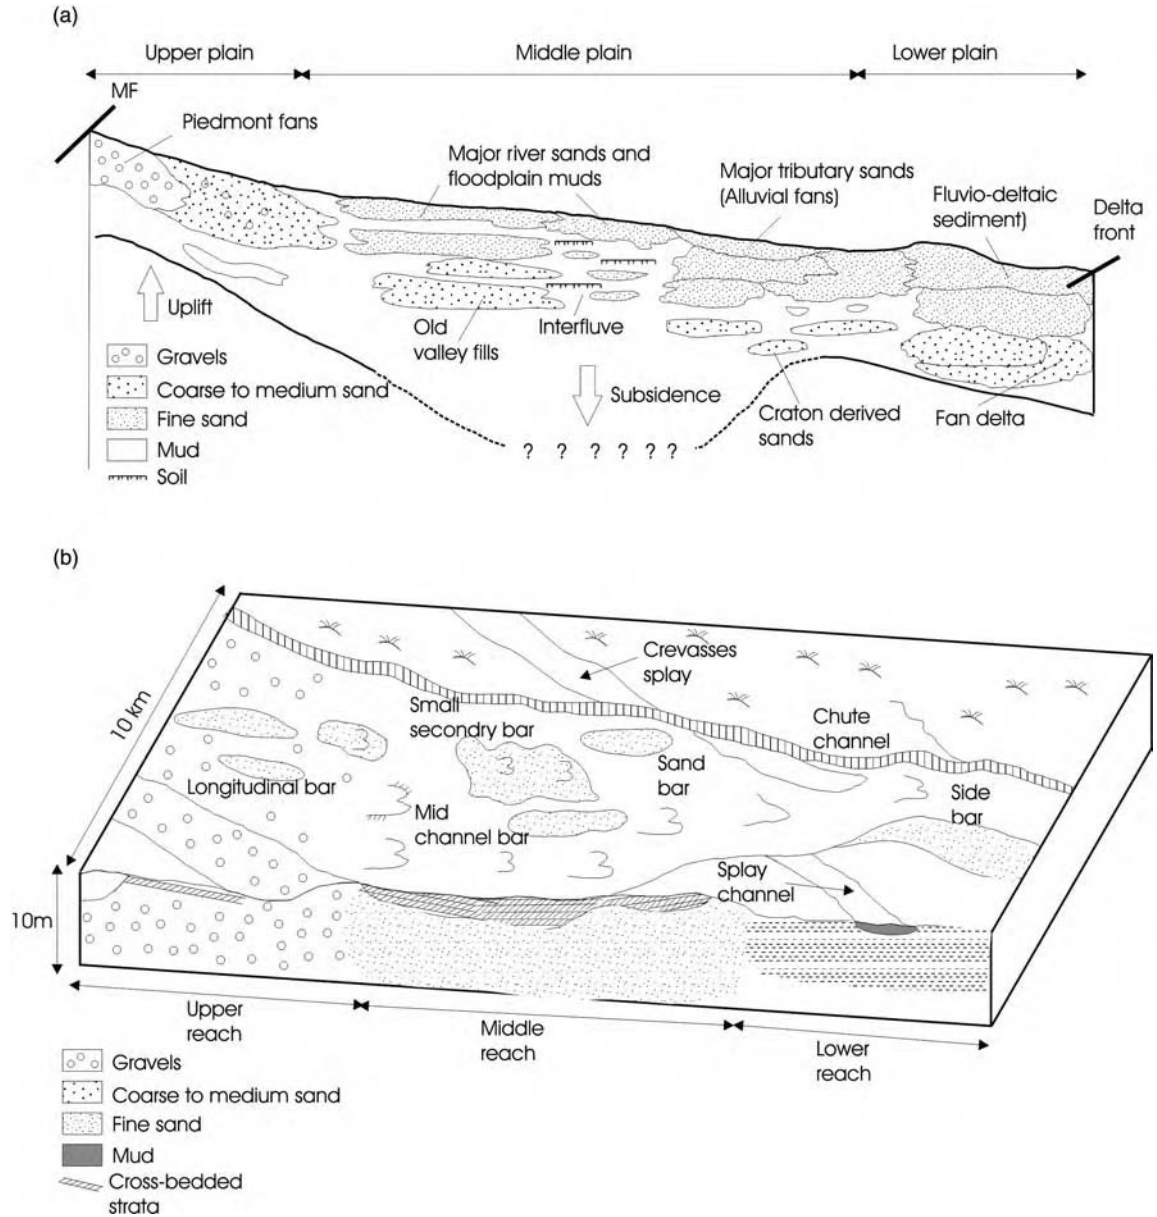 (a)
Upper plain
Middle plain
Lower plain
MF
Piedmont fans
Major river sands and
floodplain muds
Major tributary sands
(Alluvial fans)
Fluvio-deltaic
sediment)
Delta
front
Uplift
Old
valley fills
Interfluve
Subsidence
Craton derived
sands
Fan delta
? ? ? ? ? ?
Gravels
Coarse to medium sand
Fine sand
Mud
Soil
(b)
10 km
10m
Crevasses
splay
Small
secondry bar
Chute
channel
Longitudinal bar
Sand
bar
Mid
channel bar
Side
bar
Splay
channel
Upper
reach
Middle
reach
Lower
reach
Gravels
Coarse to medium sand
Fine sand
Mud
Cross-bedded
strata